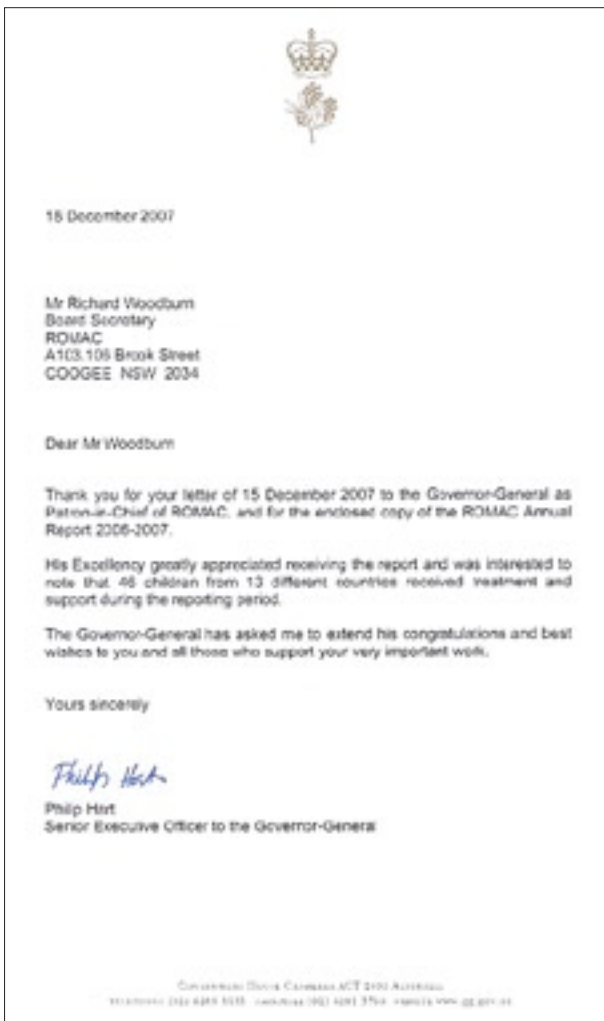 18 December 2007
Mr Richard Woodburn
Board Secretary
ROMAC
A103.106 Brook Street
COOGEE NSW 2034
Dear Mr Woodburn
Thank you for your letter of 15 December 2007 to the Governor-General as
Patron-in-Chief of ROMAC, and for the enclosed copy of the ROMAC Annual
Report 2006-2007.
His Excellency greatly appreciated receiving the report and was interested to
note that 46 children from 13 different countries received treatment and
support during the reporting period.
The Governor-General has asked me to extend his congratulations and best
wishes to you and all those who support your very important work.
Yours sincerely
Philip Hart
Philip Hart
Senior Executive Officer to the Governor-General
Government House Canberra ACT 2600 Australia